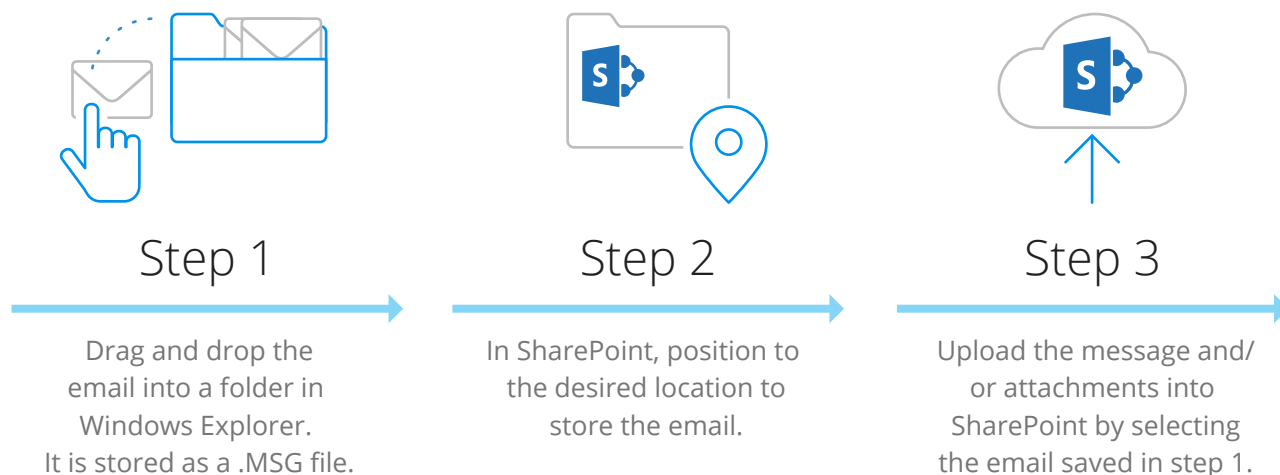 S
S
Step 1
Drag and drop the
email into a folder in
Windows Explorer.
It is stored as a .MSG file.
Step 2
In SharePoint, position to
the desired location to
store the email.
Step 3
Upload the message and/
or attachments into
SharePoint by selecting
the email saved in step 1.